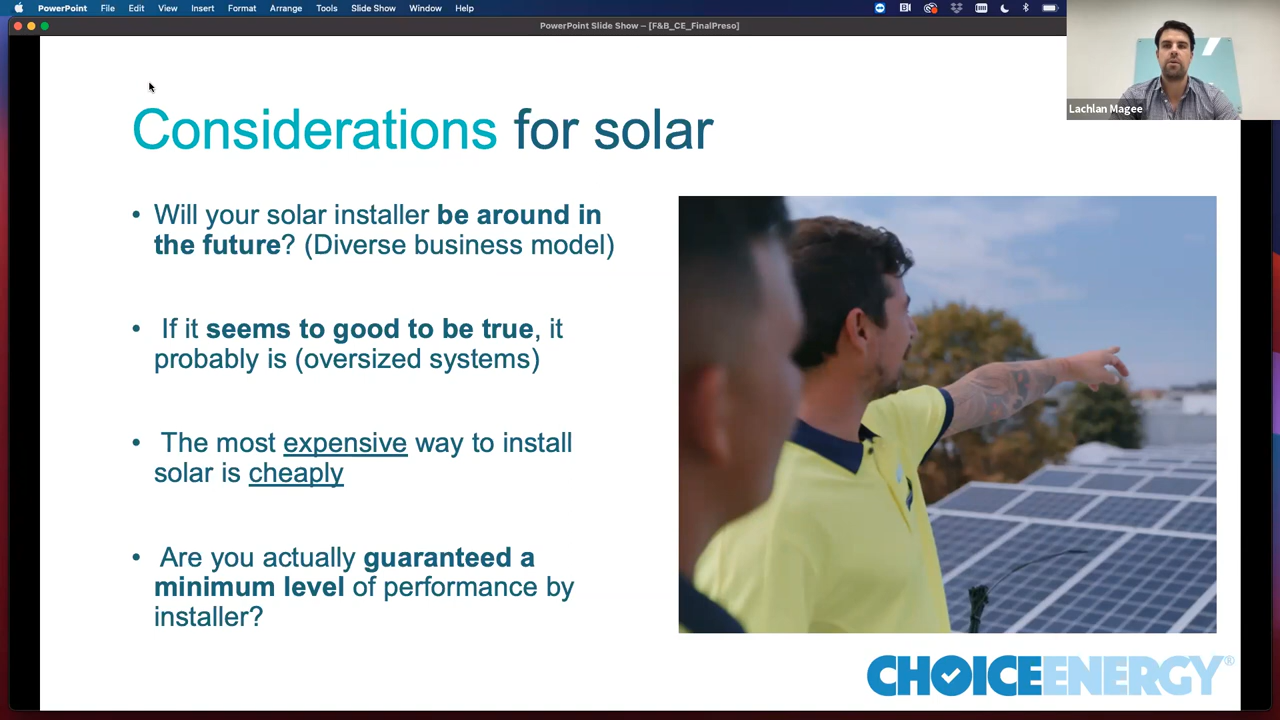 PowerPoint File Edit View Insert Format Arrange Tools Slide Show Window Help
PowerPoint Slide Show – [F&B_CE_FinalPreso]
Lachlan Magee
Considerations for solar
• Will your solar installer be around in
the future? (Diverse business model)
• If it seems to good to be true, it
probably is (oversized systems)
• The most expensive way to install
solar is cheaply
• Are you actually guaranteed a
minimum level of performance by
installer?
CHOICEENERGY®